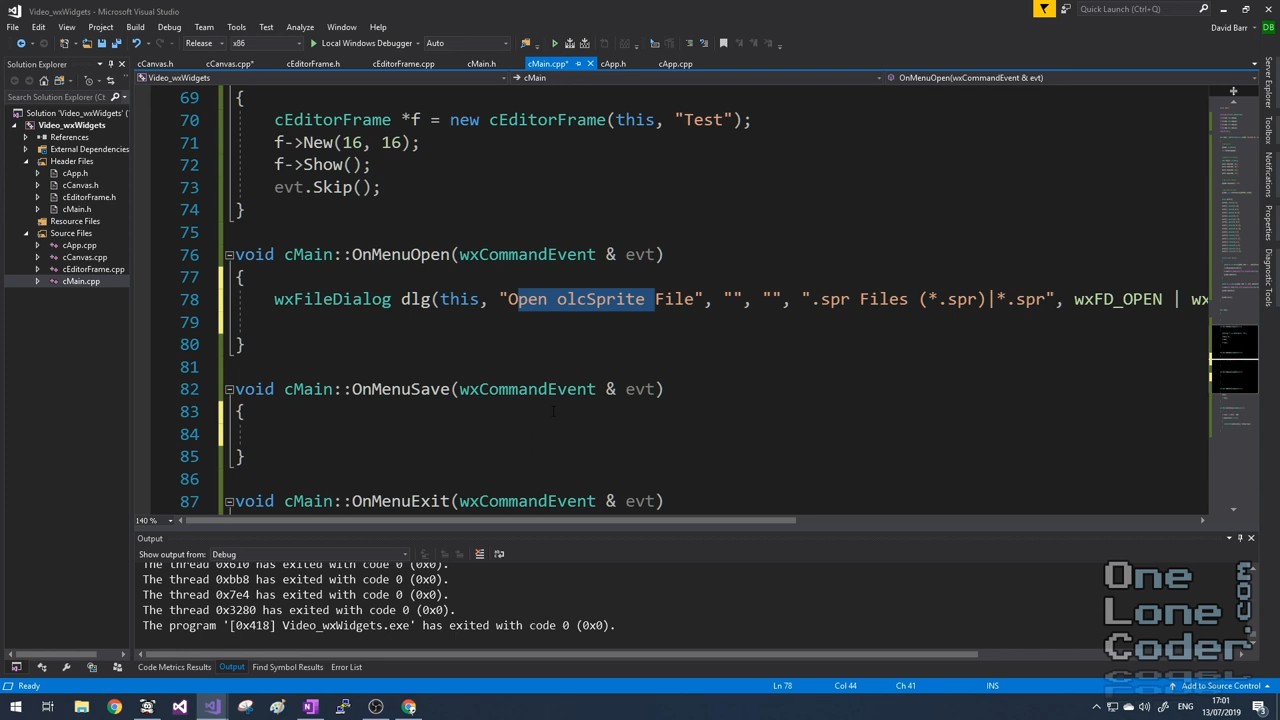 Video_wxWidgets - Microsoft Visual Studio
Quick Launch (Ctrl+Q)
File Edit View Project Build Debug Team Tools Test Analyze Window Help
David Barr DB
Release x86 Local Windows Debugger Auto
Solution Explorer
cCanvas.h cCanvas.cpp* cEditorFrame.h cEditorFrame.cpp cMain.h cMain.cpp* cApp.h cApp.cpp
Video_wxWidgets cMain OnMenuOpen(wxCommandEvent & evt)
Search Solution Explorer (Ct
Solution 'Video_wxWidgets' (1
Video_wxWidgets
References
External Dependencies
Header Files
cApp.h
cCanvas.h
cEditorFrame.h
cMain.h
Resource Files
Source Files
cApp.cpp
cCanvas.cpp
cEditorFrame.cpp
cMain.cpp
69 {
70 cEditorFrame *f = new cEditorFrame(this, "Test");
71 f->New(16, 16);
72 f->Show();
73 evt.Skip();
74 }
75
76 void cMain::OnMenuOpen(wxCommandEvent & evt)
77 {
78 wxFileDialog dlg(this, "Open olcSprite File", "", "", ".spr Files (*.spr)|*.spr", wxFD_OPEN | wx
79
80 }
81
82 void cMain::OnMenuSave(wxCommandEvent & evt)
83 {
84
85 }
86
87 void cMain::OnMenuExit(wxCommandEvent & evt)
140 %
Server Explorer
Toolbox
Notifications
Properties
Diagnostic Tools
Output
Show output from: Debug
The thread 0x610 has exited with code 0 (0x0).
The thread 0xbb8 has exited with code 0 (0x0).
The thread 0x7e4 has exited with code 0 (0x0).
The thread 0x3280 has exited with code 0 (0x0).
The program '[0x418] Video_wxWidgets.exe' has exited with code 0 (0x0).
One
Lone
Coder
.com
Code Metrics Results Output Find Symbol Results Error List
Ready Ln 78 Col 44 Ch 41 INS Add to Source Control
ENG
17:01
13/07/2019
3